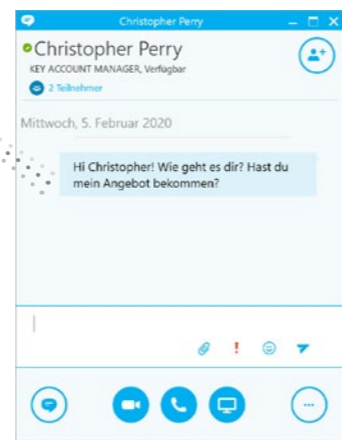 Christopher Perry
Christopher Perry
KEY ACCOUNT MANAGER, Verfügbar
2 Teilnehmer
Mittwoch, 5. Februar 2020
Hi Christopher! Wie geht es dir? Hast du
mein Angebot bekommen?